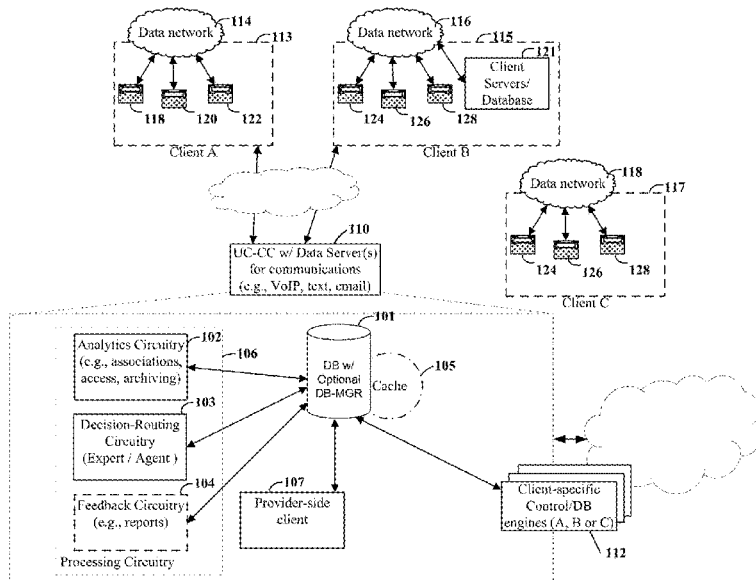 114
Data network
113
118
120
122
Client A
116
Data network
115
121
Client
Servers/
Database
124
126
128
Client B
118
Data network
117
124
126
128
Client C
110
UC-CC w/ Data Server(s)
for communications
(e.g., VoIP, text, email)
102
Analytics Circuitry
(e.g., associations,
access, archiving)
106
101
DB w/
Optional
DB-MGR
105
Cache
103
Decision-Routing
Circuitry
(Expert / Agent )
104
Feedback Circuitry
(e.g., reports)
Processing Circuitry
107
Provider-side
client
Client-specific
Control/DB
engines (A, B or C)
112